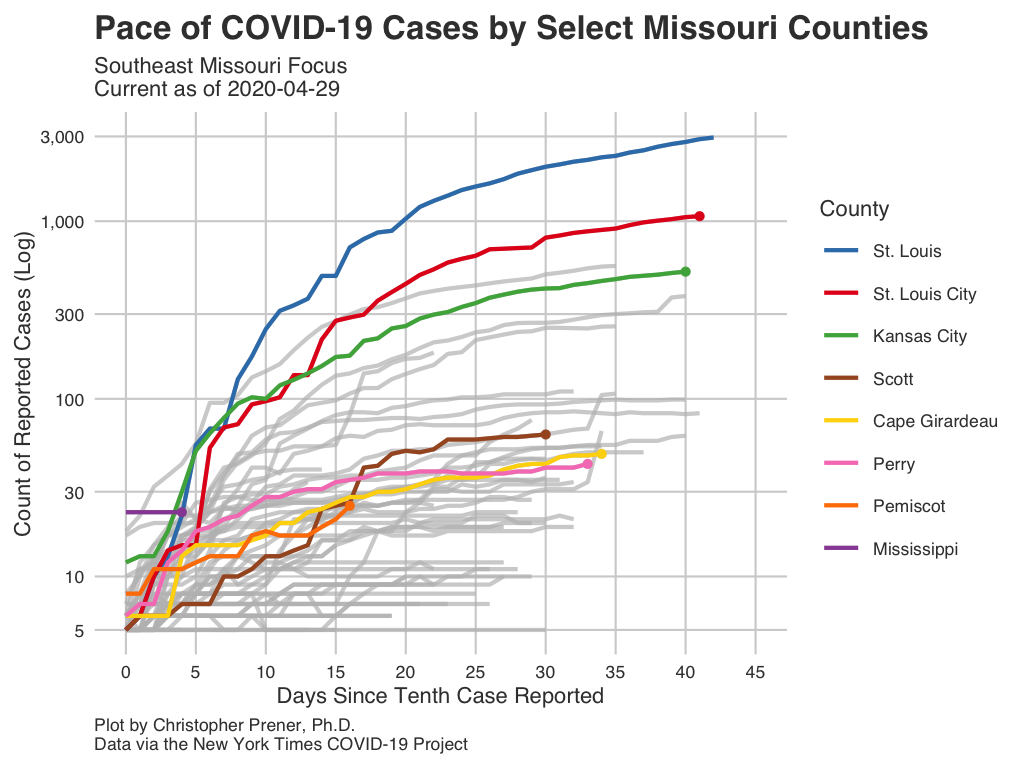 Pace of COVID-19 Cases by Select Missouri Counties
Southeast Missouri Focus
Current as of 2020-04-29
Count of Reported Cases (Log)
3,000
1,000
300
100
30
10
5
0 5 10 15 20 25 30 35 40 45
Days Since Tenth Case Reported
County
St. Louis
St. Louis City
Kansas City
Scott
Cape Girardeau
Perry
Pemiscot
Mississippi
Plot by Christopher Prener, Ph.D.
Data via the New York Times COVID-19 Project